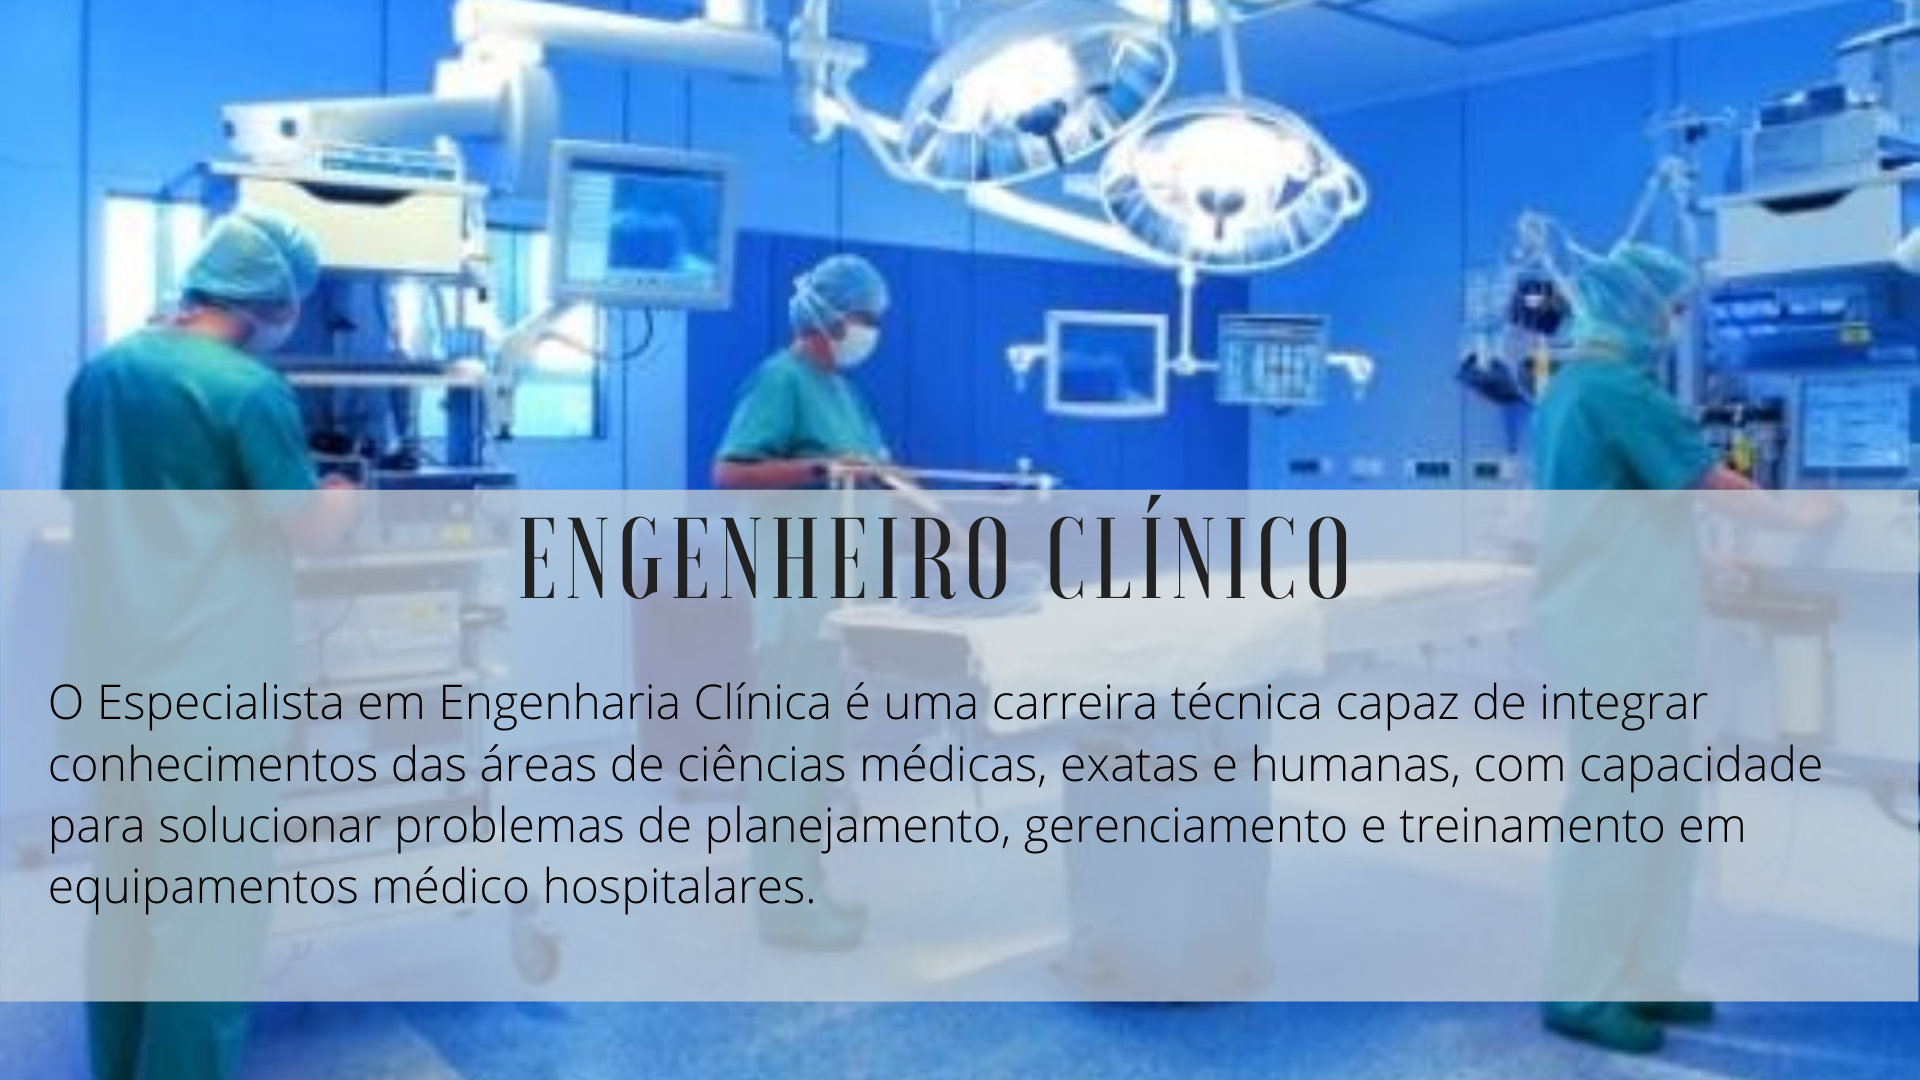 ENGENHEIRO CLÍNICO
O Especialista em Engenharia Clínica é uma carreira técnica capaz de integrar
conhecimentos das áreas de ciências médicas, exatas e humanas, com capacidade
para solucionar problemas de planejamento, gerenciamento e treinamento em
equipamentos médico hospitalares.